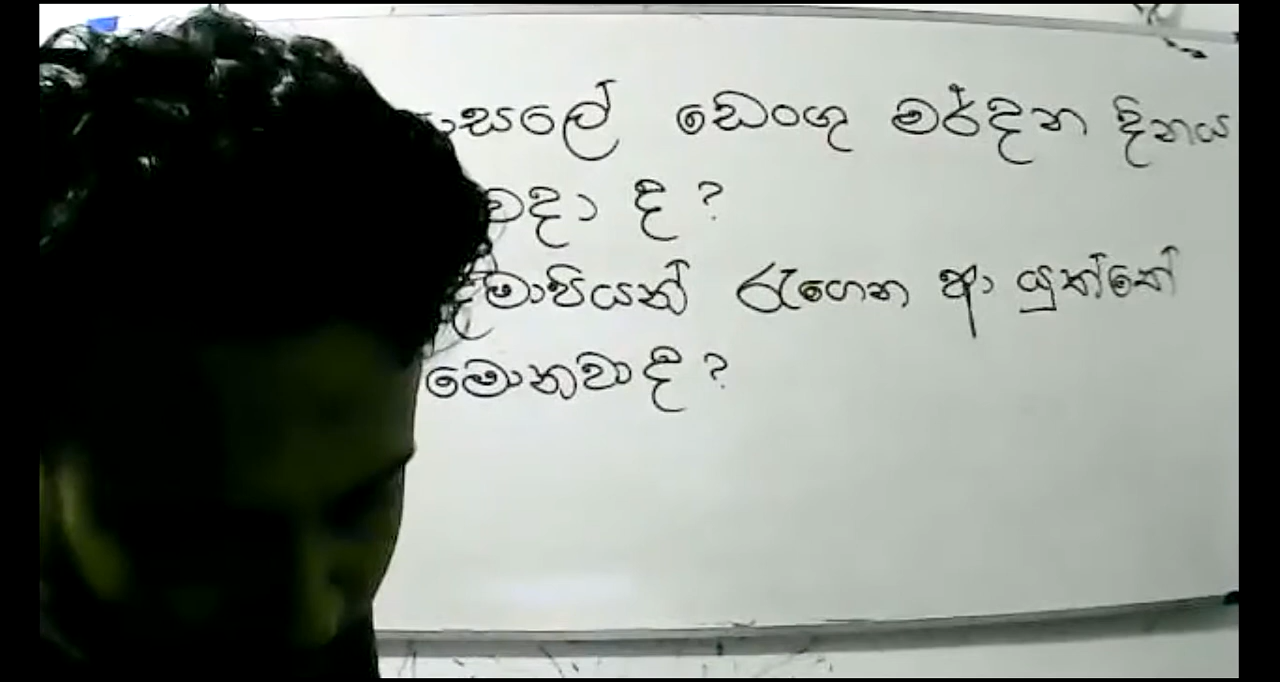 ාසලේ ඩෙංගු මර්දන දිනය
වදා ද ?
දෙමාපියන් රැගෙන ආ යුත්තේ
මොනවාද ?